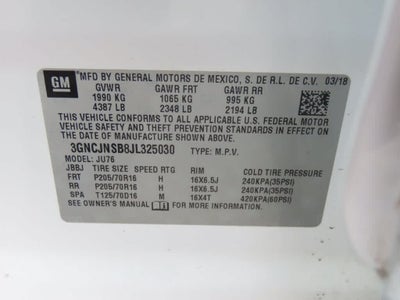 GM
MFD BY GENERAL MOTORS DE MEXICO, S. DE R.L. DE C.V. 03/18
GVWR GAWR FRT GAWR RR
1990 KG 1065 KG 995 KG
4387 LB 2348 LB 2194 LB
THIS VEHICLE CONFORMS TO ALL APPLICABLE U.S. FEDERAL MOTOR
VEHICLE SAFETY STANDARDS IN EFFECT ON THE
DATE OF MANUFACTURE SHOWN ABOVE.
3GNCJNSB8JL325030 TYPE: M.P.V.
MODEL: JU76
JBBJ TIRE SIZE SPEED RTG RIM COLD TIRE PRESSURE
FRT P205/70R16 H 16X6.5J 240KPA(35PSI)
RR P205/70R16 H 16X6.5J 240KPA(35PSI)
SPA T125/70D16 M 16X4T 420KPA(60PSI)
SEE OWNER'S MANUAL FOR MORE INFORMATION.